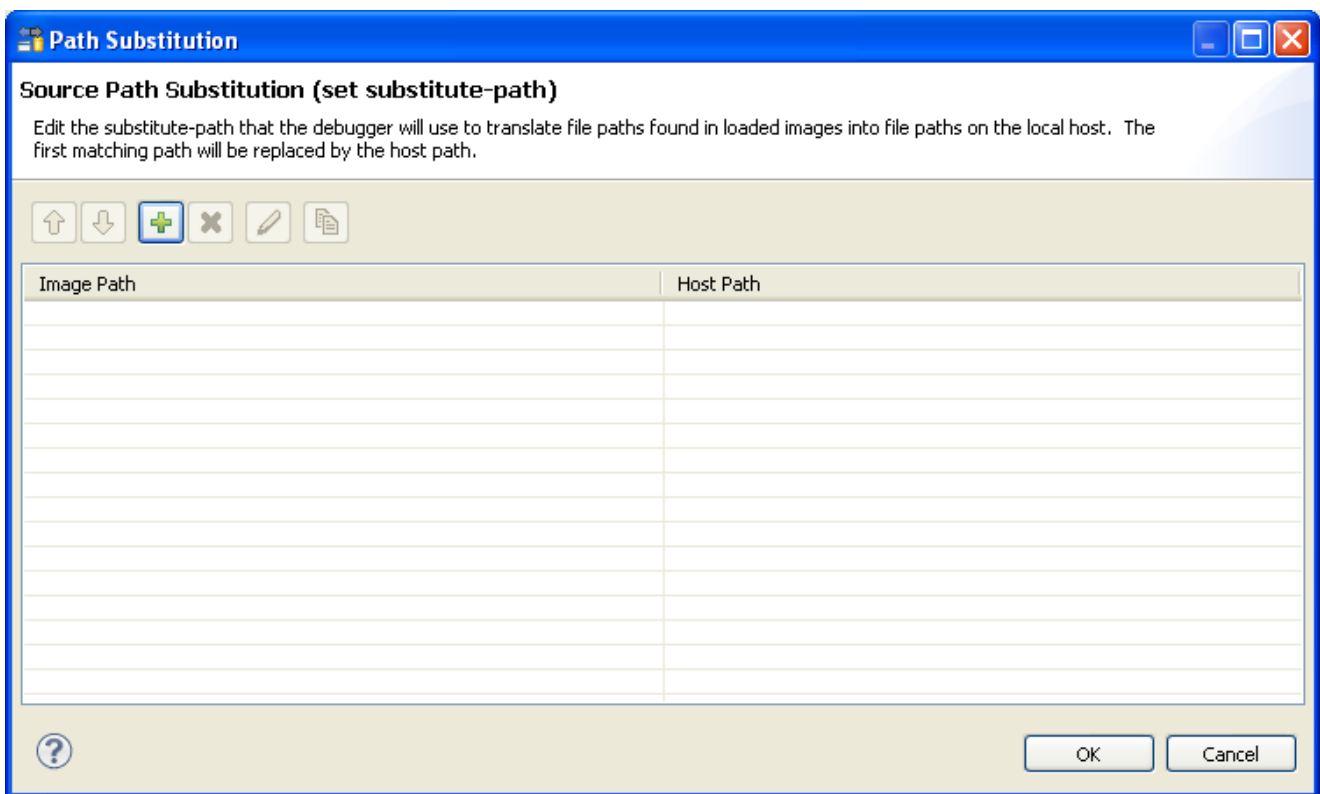 Path Substitution
Source Path Substitution (set substitute-path)
Edit the substitute-path that the debugger will use to translate file paths found in loaded images into file paths on the local host.  The
first matching path will be replaced by the host path.
Image Path
Host Path
OK
Cancel